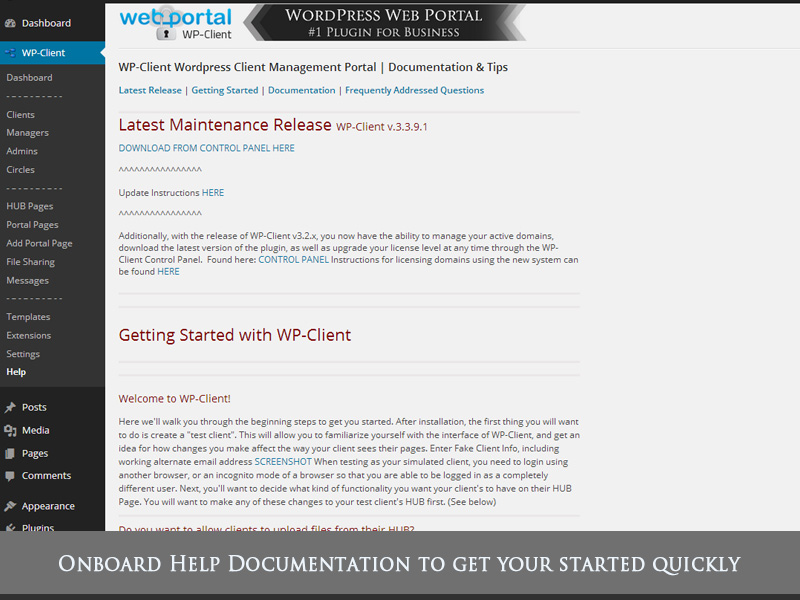 Dashboard
WP-Client
Dashboard
- - - - - - - - - -
Clients
Managers
Admins
Circles
- - - - - - - - - -
HUB Pages
Portal Pages
Add Portal Page
File Sharing
Messages
- - - - - - - - - -
Templates
Extensions
Settings
Help
Posts
Media
Pages
Comments
Appearance
Plugins
web portal
WP-Client
WordPress Web Portal
#1 Plugin for Business
WP-Client Wordpress Client Management Portal | Documentation & Tips
Latest Release | Getting Started | Documentation | Frequently Addressed Questions
Latest Maintenance Release WP-Client v.3.3.9.1
DOWNLOAD FROM CONTROL PANEL HERE
^^^^^^^^^^^^^^^^
Update Instructions HERE
^^^^^^^^^^^^^^^^
Additionally, with the release of WP-Client v3.2.x, you now have the ability to manage your active domains,
download the latest version of the plugin, as well as upgrade your license level at any time through the WP-
Client Control Panel. Found here: CONTROL PANEL Instructions for licensing domains using the new system can
be found HERE
Getting Started with WP-Client
Welcome to WP-Client!
Here we'll walk you through the beginning steps to get you started. After installation, the first thing you will want
to do is create a "test client". This will allow you to familiarize yourself with the interface of WP-Client, and get an
idea for how changes you make affect the way your client sees their pages. Enter Fake Client Info, including
working alternate email address SCREENSHOT When testing as your simulated client, you need to login using
another browser, or an incognito mode of a browser so that you are able to be logged in as a completely
different user. Next, you'll want to decide what kind of functionality you want your client's to have on their HUB
Page. You will want to make any of these changes to your test client's HUB first. (See below)
Do you want to allow clients to upload files from their HUB?
Onboard Help Documentation to get your started quickly